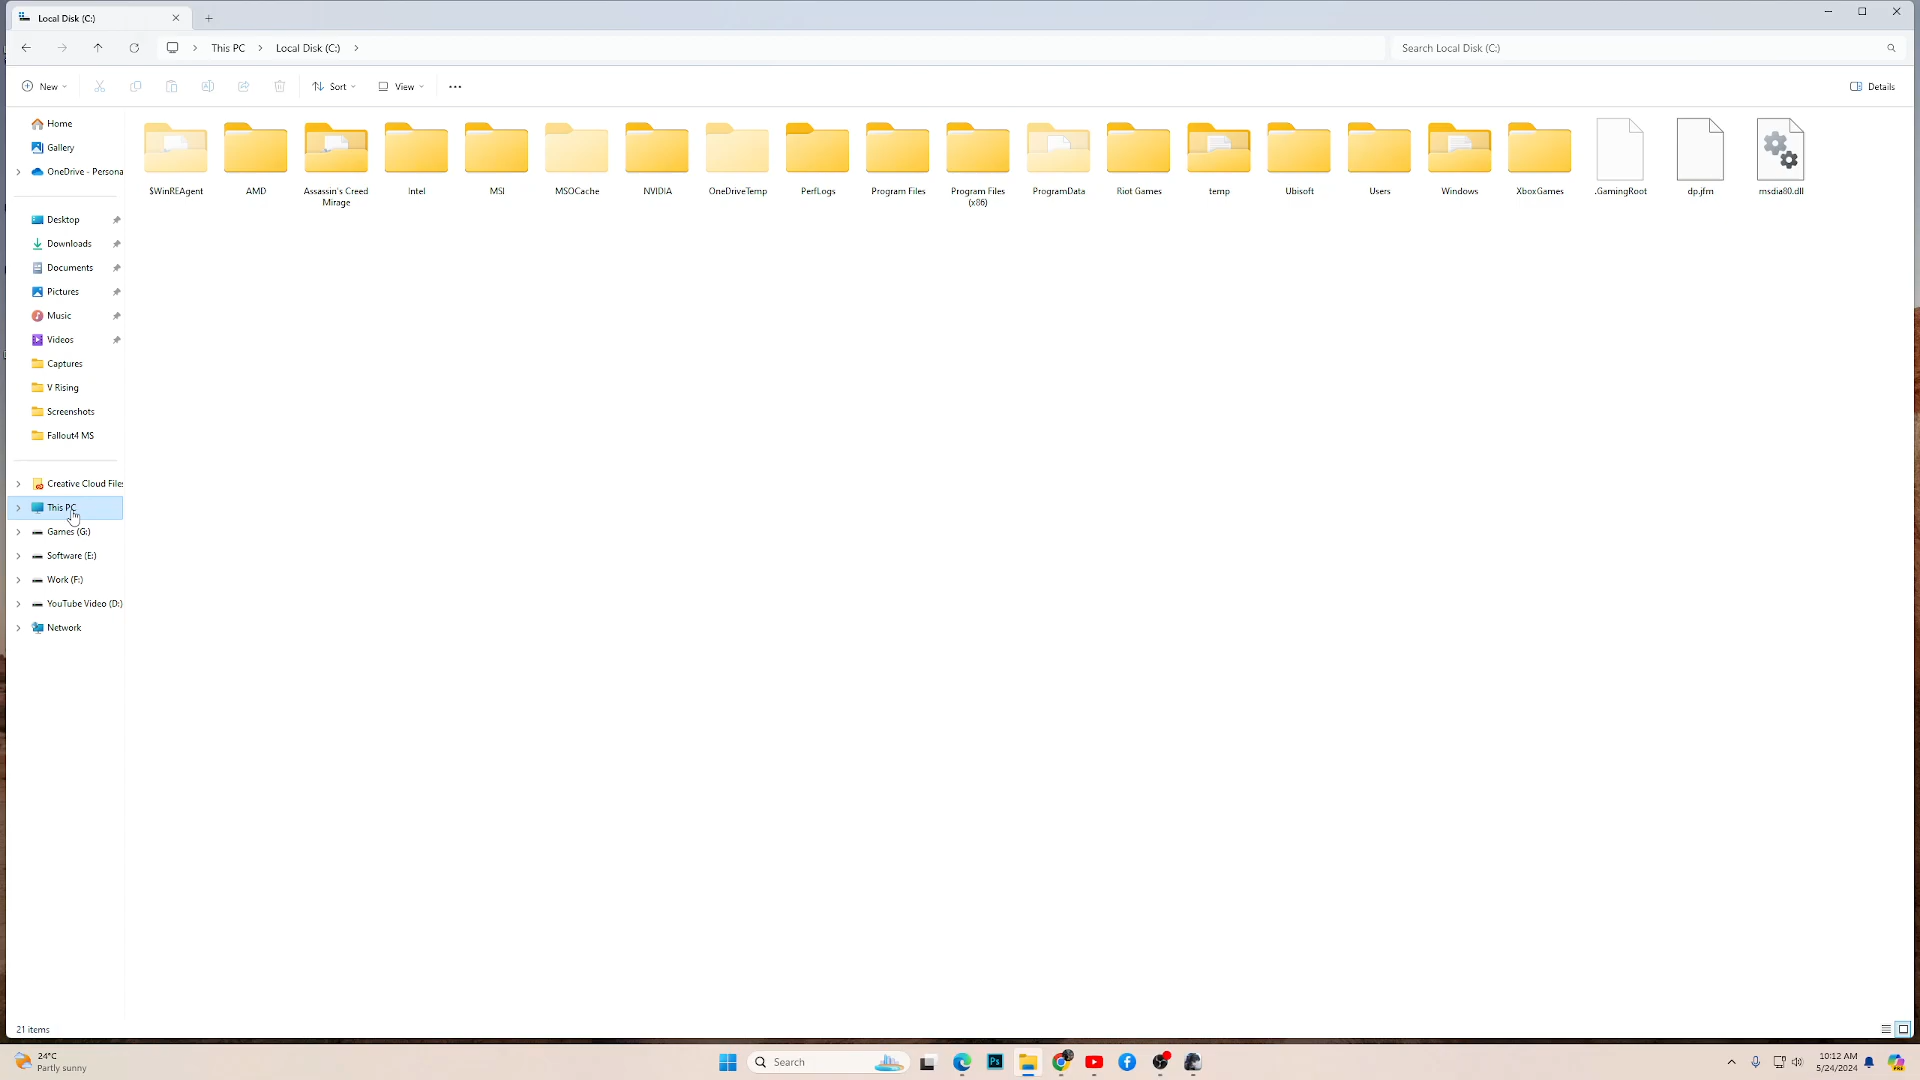 Local Disk (C:)
This PC
Local Disk (C:)
Search Local Disk (C:)
New
Sort
View
Details
Home
Gallery
OneDrive - Persona
Desktop
Downloads
Documents
Pictures
Music
Videos
Captures
V Rising
Screenshots
Fallout4 MS
Creative Cloud Files
This PC
Games (G:)
Software (E:)
Work (F:)
YouTube Video (D:)
Network
$WinREAgent
AMD
Assassin's Creed
Mirage
Intel
MSI
MSOCache
NVIDIA
OneDriveTemp
PerfLogs
Program Files
Program Files
(x86)
ProgramData
Riot Games
temp
Ubisoft
Users
Windows
XboxGames
.GamingRoot
dp.jfm
msdia80.dll
21 items
24°C
Partly sunny
Search
Ps
10:12 AM
5/24/2024